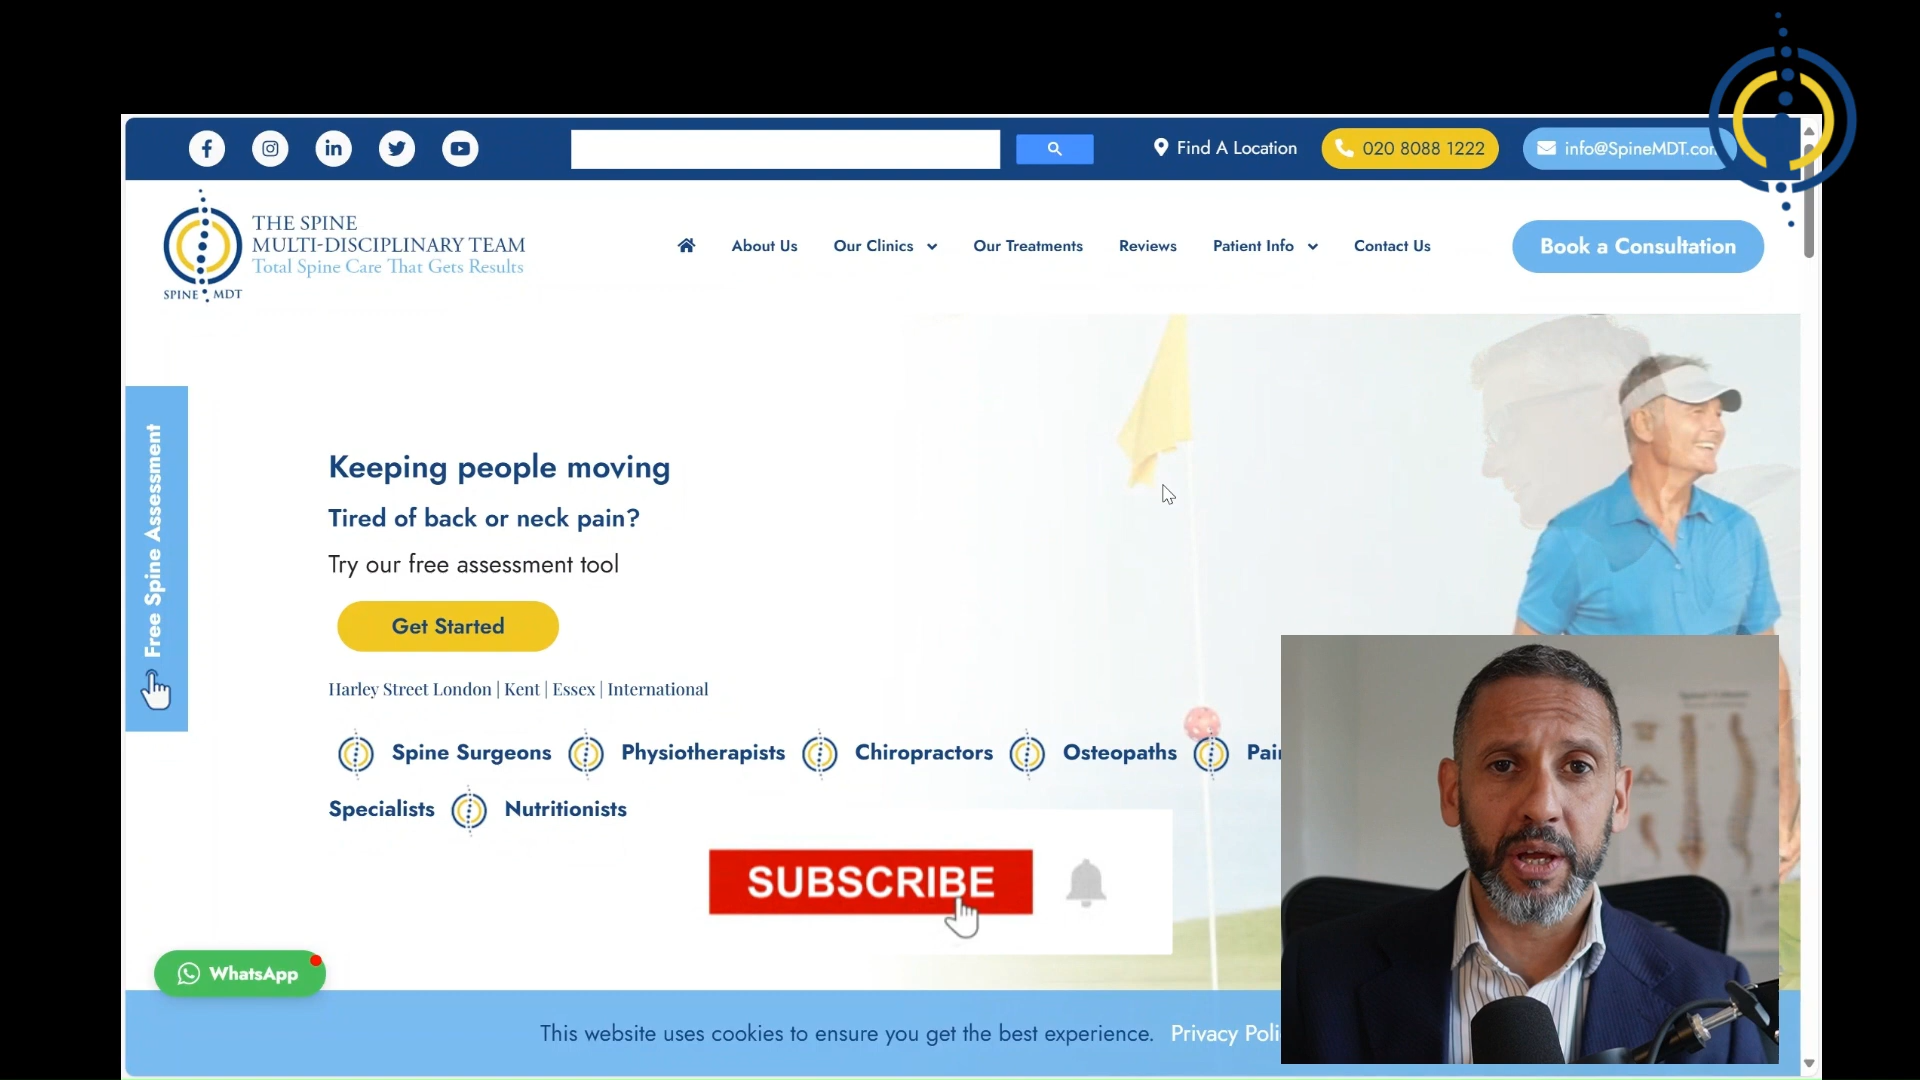 Find A Location
020 8088 1222
info@SpineMDT.com
THE SPINE
MULTI-DISCIPLINARY TEAM
Total Spine Care That Gets Results
SPINE MDT
About Us
Our Clinics
Our Treatments
Reviews
Patient Info
Contact Us
Book a Consultation
Free Spine Assessment
Keeping people moving
Tired of back or neck pain?
Try our free assessment tool
Get Started
Harley Street London | Kent | Essex | International
Spine Surgeons Physiotherapists Chiropractors Osteopaths
Specialists Nutritionists
SUBSCRIBE
WhatsApp
This website uses cookies to ensure you get the best experience. Privacy